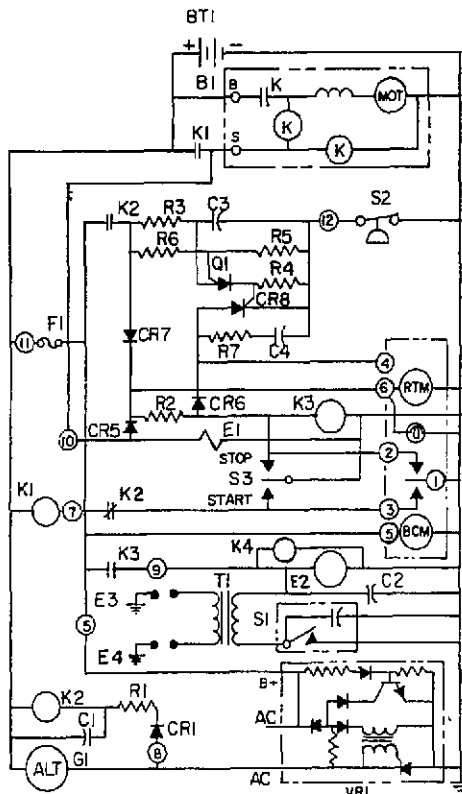 BT1
+ -
B1
B K MOT
K
K1 S K
K2 R3 C3 12 S2
R6 R5
Q1 R4
CR8
11 F1 CR7 R7 C4
4
6 RTM
R2 CR6 K3
10 CR5 E1
STOP 2
S3 1
K1 7 K2 START 3
5 BCM
K4
K3 9 E2
T1 C2
E3 S1
5
E4
B+
K2 R1
C1 CR1 AC
8
ALT G1
AC
VR1